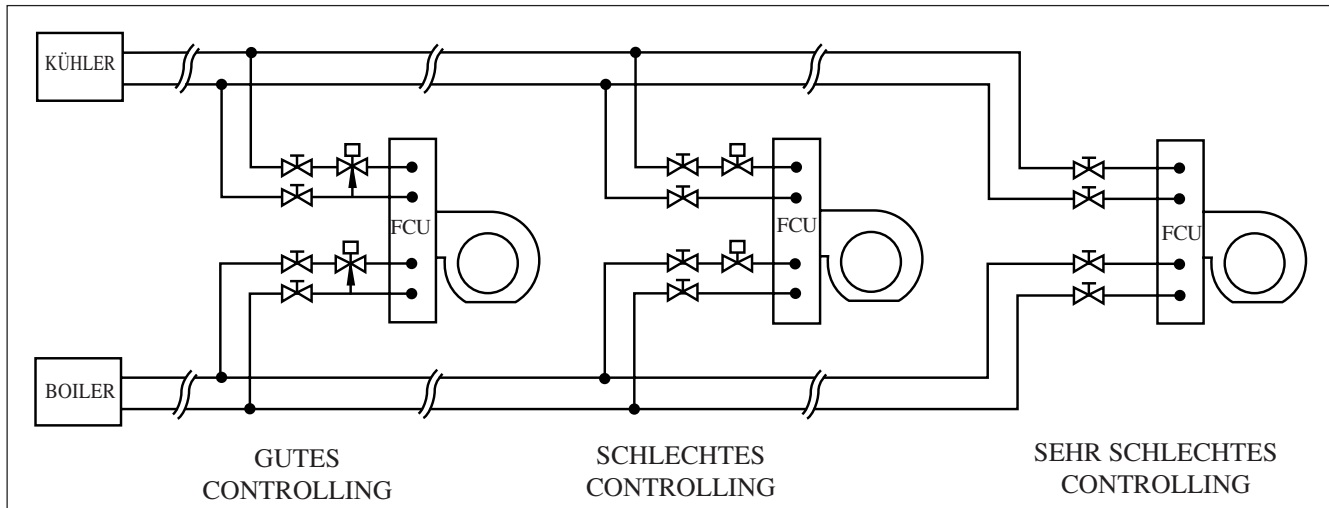 KÜHLER
FCU
FCU
FCU
BOILER
GUTES
CONTROLLING
SCHLECHTES
CONTROLLING
SEHR SCHLECHTES
CONTROLLING